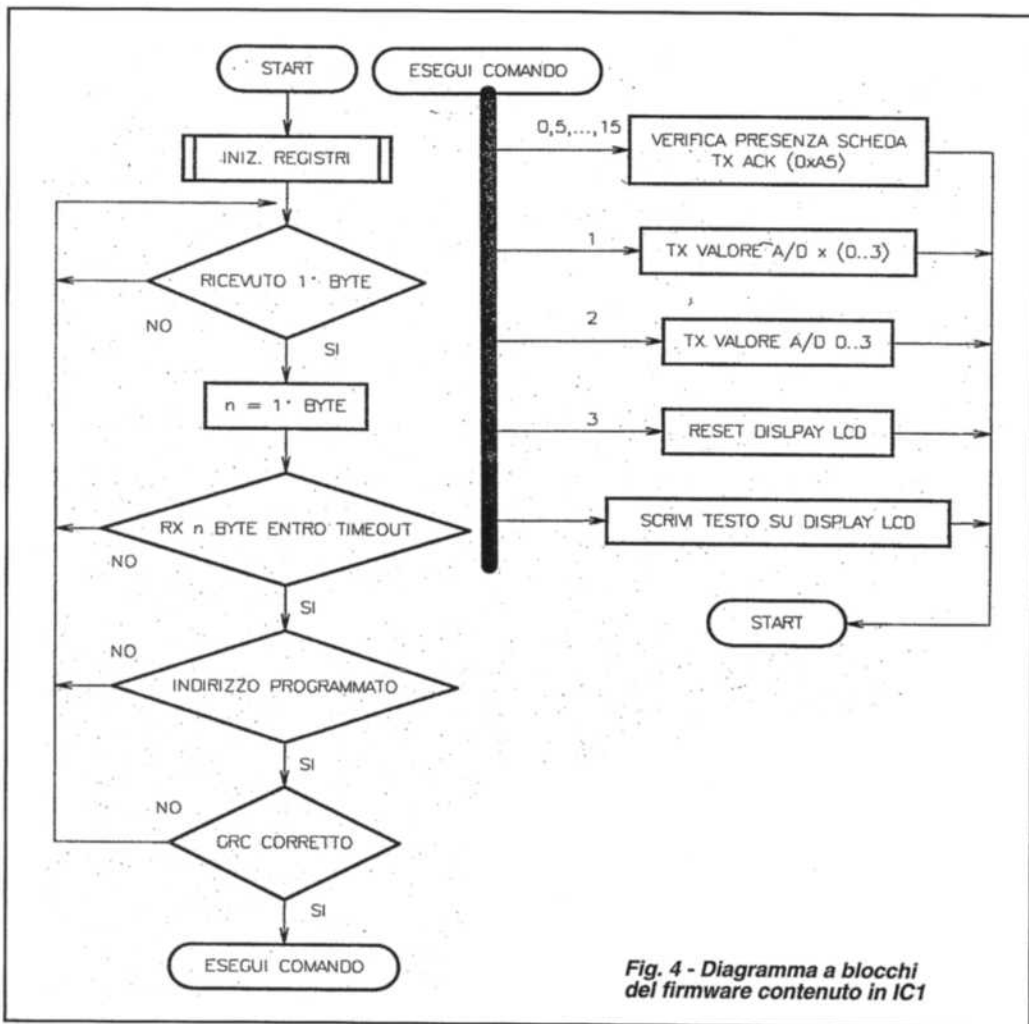 START
INIZ. REGISTRI
RICEVUTO 1° BYTE
NO
SI
n = 1° BYTE
RX n BYTE ENTRO TIMEOUT
NO
SI
NO
INDIRIZZO PROGRAMMATO
SI
NO
CRC CORRETTO
SI
ESEGUI COMANDO
ESEGUI COMANDO
0,5,...,15
VERIFICA PRESENZA SCHEDA
TX ACK (0xA5)
1
TX VALORE A/D x (0..3)
2
TX VALORE A/D 0..3
3
RESET DISLPAY LCD
SCRIVI TESTO SU DISPLAY LCD
START
Fig. 4 - Diagramma a blocchi
del firmware contenuto in IC1